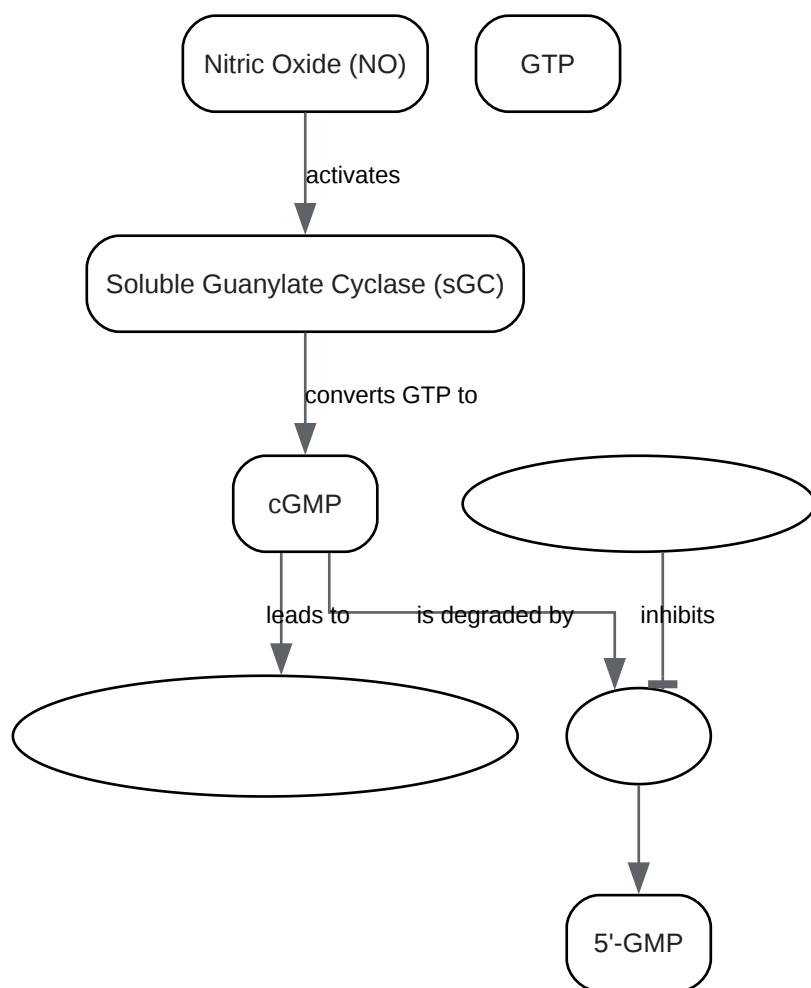 Nitric Oxide (NO)
GTP
activates
Soluble Guanylate Cyclase (sGC)
converts GTP to
cGMP
leads to
is degraded by
inhibits
5'-GMP